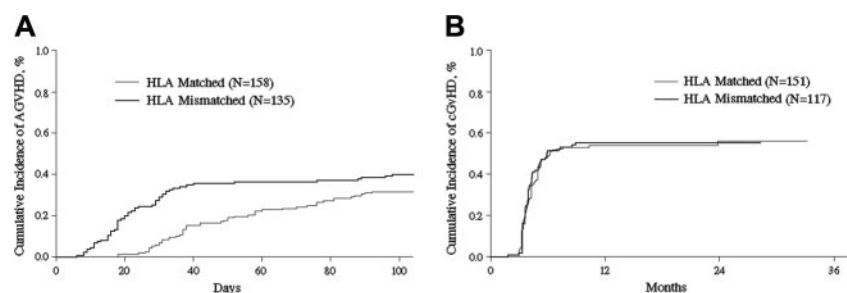 A
Cumulative Incidence of AGVHD, %
1.0
0.8
0.6
0.4
0.2
0.0
HLA Matched (N=158)
HLA Mismatched (N=135)
0 20 40 60 80 100
Days
B
Cumulative Incidence of cGvHD, %
1.0
0.8
0.6
0.4
0.2
0.0
HLA Matched (N=151)
HLA Mismatched (N=117)
0 12 24 36
Months